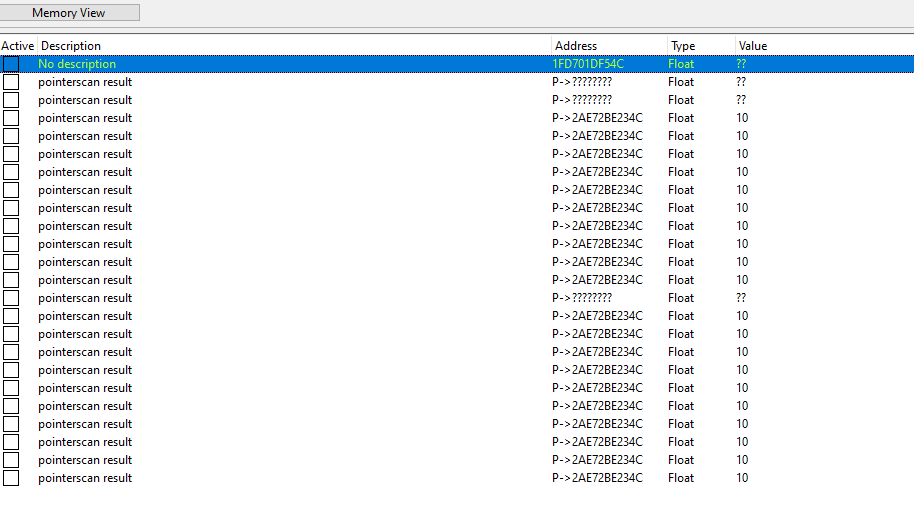 Memory View
Active Description Address Type Value
No description 1FD701DF54C Float ??
pointerscan result P->???????? Float ??
pointerscan result P->???????? Float ??
pointerscan result P->2AE72BE234C Float 10
pointerscan result P->2AE72BE234C Float 10
pointerscan result P->2AE72BE234C Float 10
pointerscan result P->2AE72BE234C Float 10
pointerscan result P->2AE72BE234C Float 10
pointerscan result P->2AE72BE234C Float 10
pointerscan result P->2AE72BE234C Float 10
pointerscan result P->2AE72BE234C Float 10
pointerscan result P->2AE72BE234C Float 10
pointerscan result P->2AE72BE234C Float 10
pointerscan result P->???????? Float ??
pointerscan result P->2AE72BE234C Float 10
pointerscan result P->2AE72BE234C Float 10
pointerscan result P->2AE72BE234C Float 10
pointerscan result P->2AE72BE234C Float 10
pointerscan result P->2AE72BE234C Float 10
pointerscan result P->2AE72BE234C Float 10
pointerscan result P->2AE72BE234C Float 10
pointerscan result P->2AE72BE234C Float 10
pointerscan result P->2AE72BE234C Float 10
pointerscan result P->2AE72BE234C Float 10